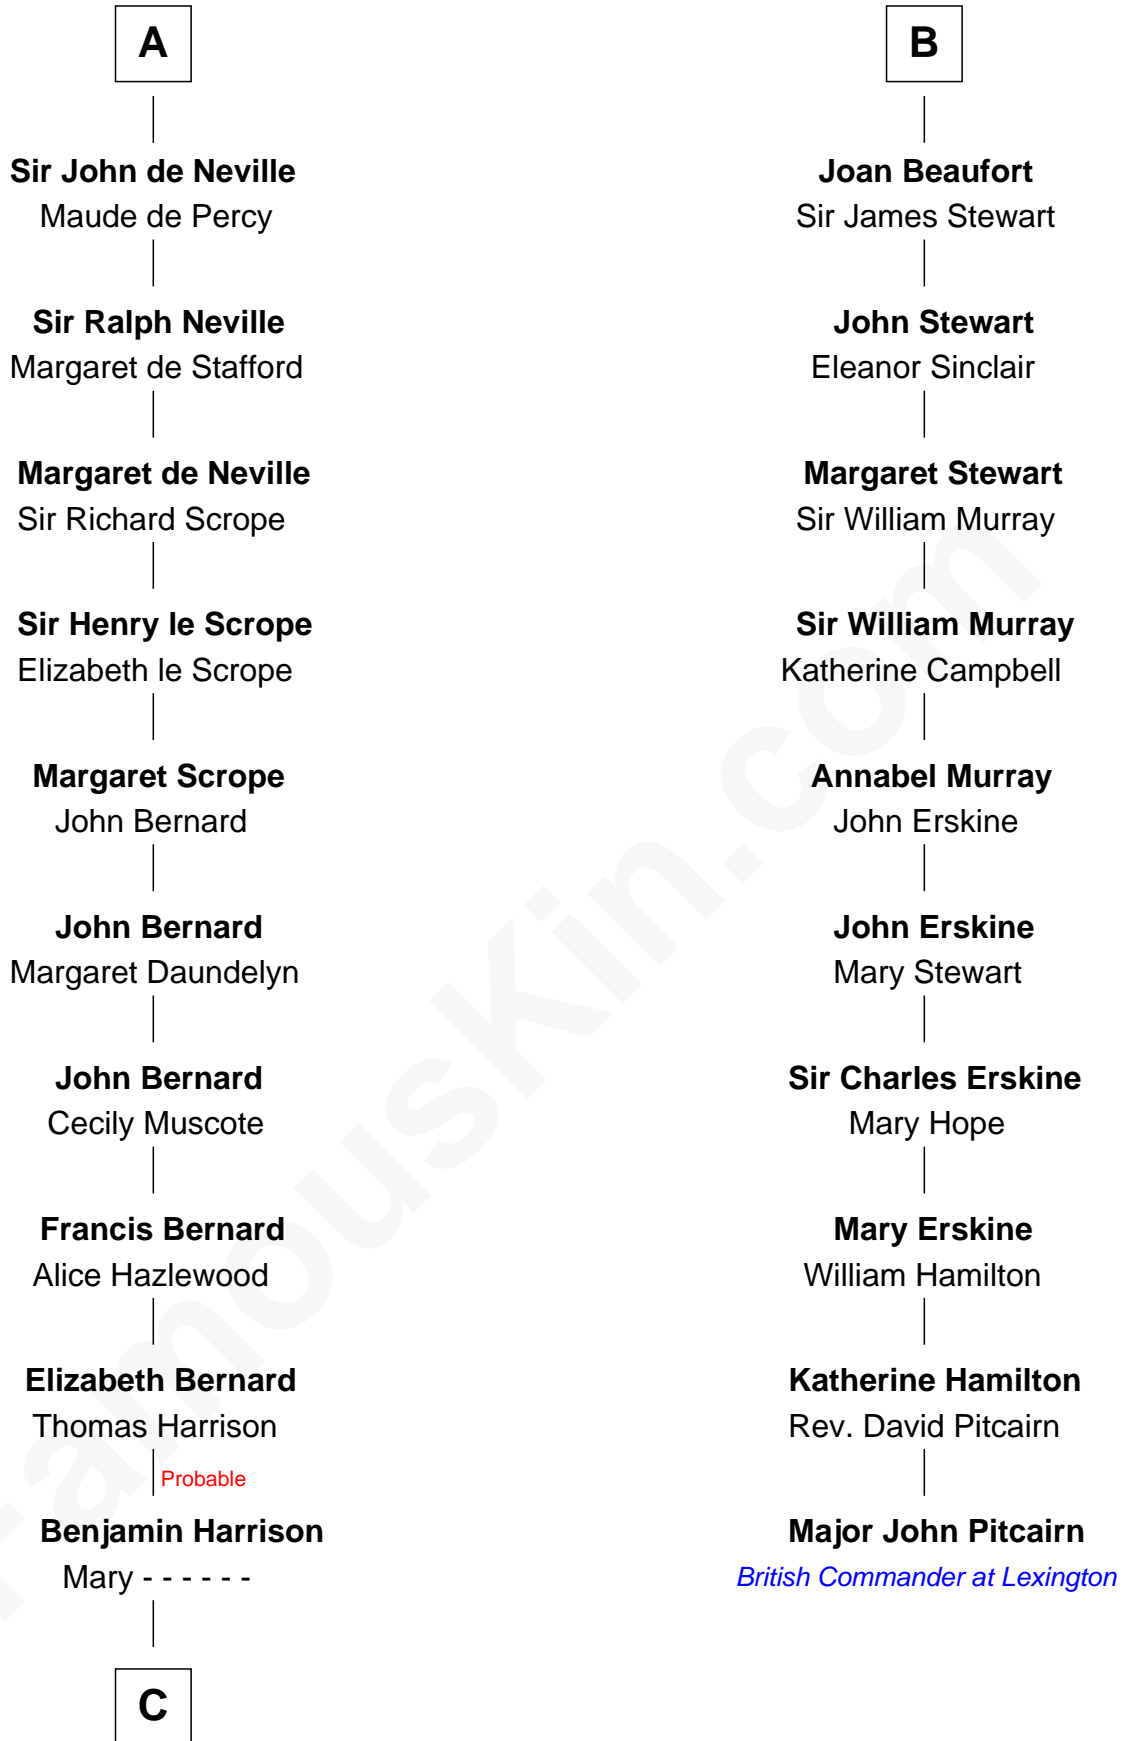 A
Sir John de Neville
Maude de Percy
Sir Ralph Neville
Margaret de Stafford
Margaret de Neville
Sir Richard Scrope
Sir Henry le Scrope
Elizabeth le Scrope
Margaret Scrope
John Bernard
John Bernard
Margaret Daundelyn
John Bernard
Cecily Muscote
Francis Bernard
Alice Hazlewood
Elizabeth Bernard
Thomas Harrison
Probable
Benjamin Harrison
Mary - - - - - -
C
B
Joan Beaufort
Sir James Stewart
John Stewart
Eleanor Sinclair
Margaret Stewart
Sir William Murray
Sir William Murray
Katherine Campbell
Annabel Murray
John Erskine
John Erskine
Mary Stewart
Sir Charles Erskine
Mary Hope
Mary Erskine
William Hamilton
Katherine Hamilton
Rev. David Pitcairn
Major John Pitcairn
British Commander at Lexington
FamousKin.com